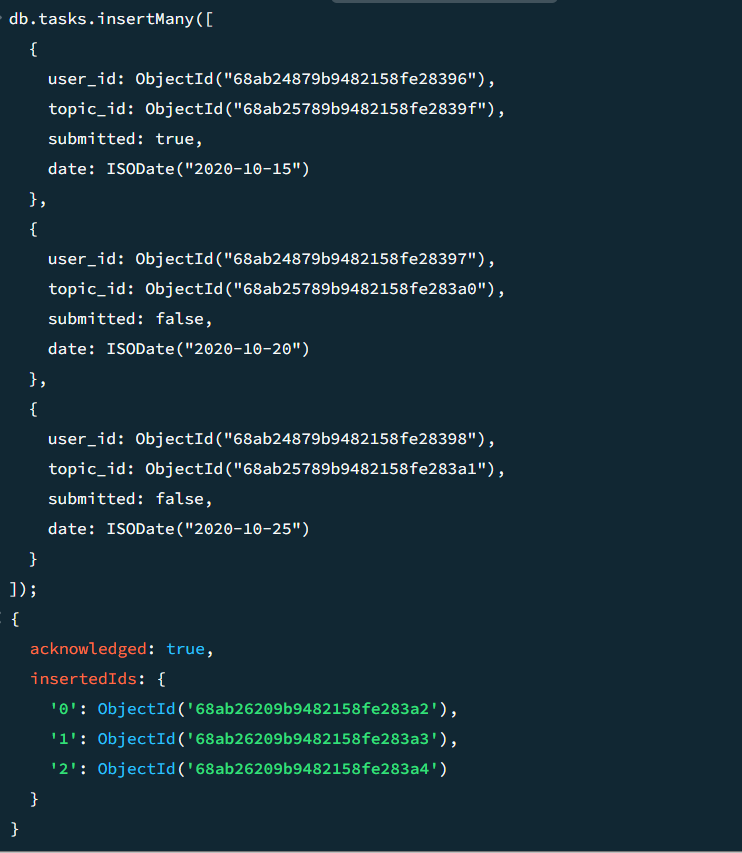 db.tasks.insertMany([
  {
    user_id: ObjectId("68ab24879b9482158fe28396"),
    topic_id: ObjectId("68ab25789b9482158fe2839f"),
    submitted: true,
    date: ISODate("2020-10-15")
  },
  {
    user_id: ObjectId("68ab24879b9482158fe28397"),
    topic_id: ObjectId("68ab25789b9482158fe283a0"),
    submitted: false,
    date: ISODate("2020-10-20")
  },
  {
    user_id: ObjectId("68ab24879b9482158fe28398"),
    topic_id: ObjectId("68ab25789b9482158fe283a1"),
    submitted: false,
    date: ISODate("2020-10-25")
  }
]);
{
  acknowledged: true,
  insertedIds: {
    '0': ObjectId('68ab26209b9482158fe283a2'),
    '1': ObjectId('68ab26209b9482158fe283a3'),
    '2': ObjectId('68ab26209b9482158fe283a4')
  }
}